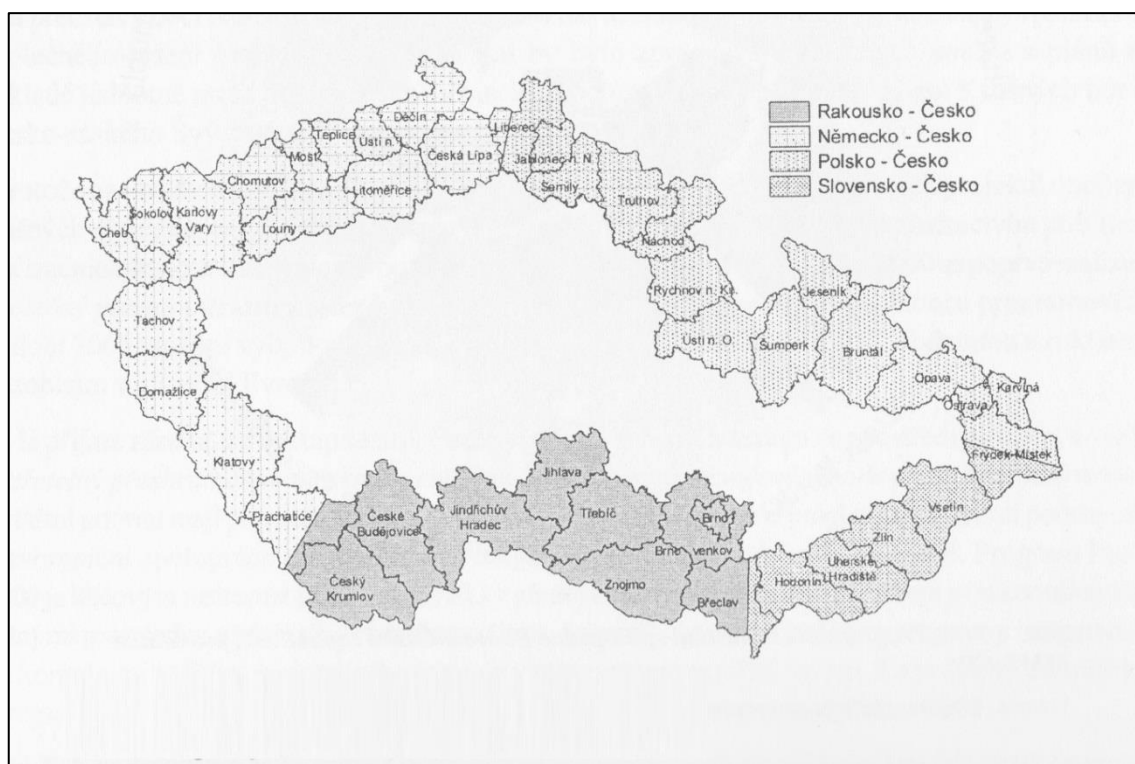 Rakousko - Česko
Německo - Česko
Polsko - Česko
Slovensko - Česko
Děčín
Liberec
Teplice
Ústí n. L.
Most
Česká Lípa
Jablonec n. N.
Chomutov
Litoměřice
Semily
Trutnov
Sokolov
Karlovy
Vary
Cheb
Louny
Náchod
Rychnov n. Kn.
Jeseník
Tachov
Ústí n. O.
Šumperk
Bruntál
Opava
Karviná
Ostrava
Domažlice
Frýdek-Místek
Klatovy
Jihlava
Vsetín
Prachatice
České
Budějovice
Jindřichův
Hradec
Třebíč
Brno
Zlín
Brno venkov
Uherské
Hradiště
Hodonín
Český
Krumlov
Znojmo
Břeclav